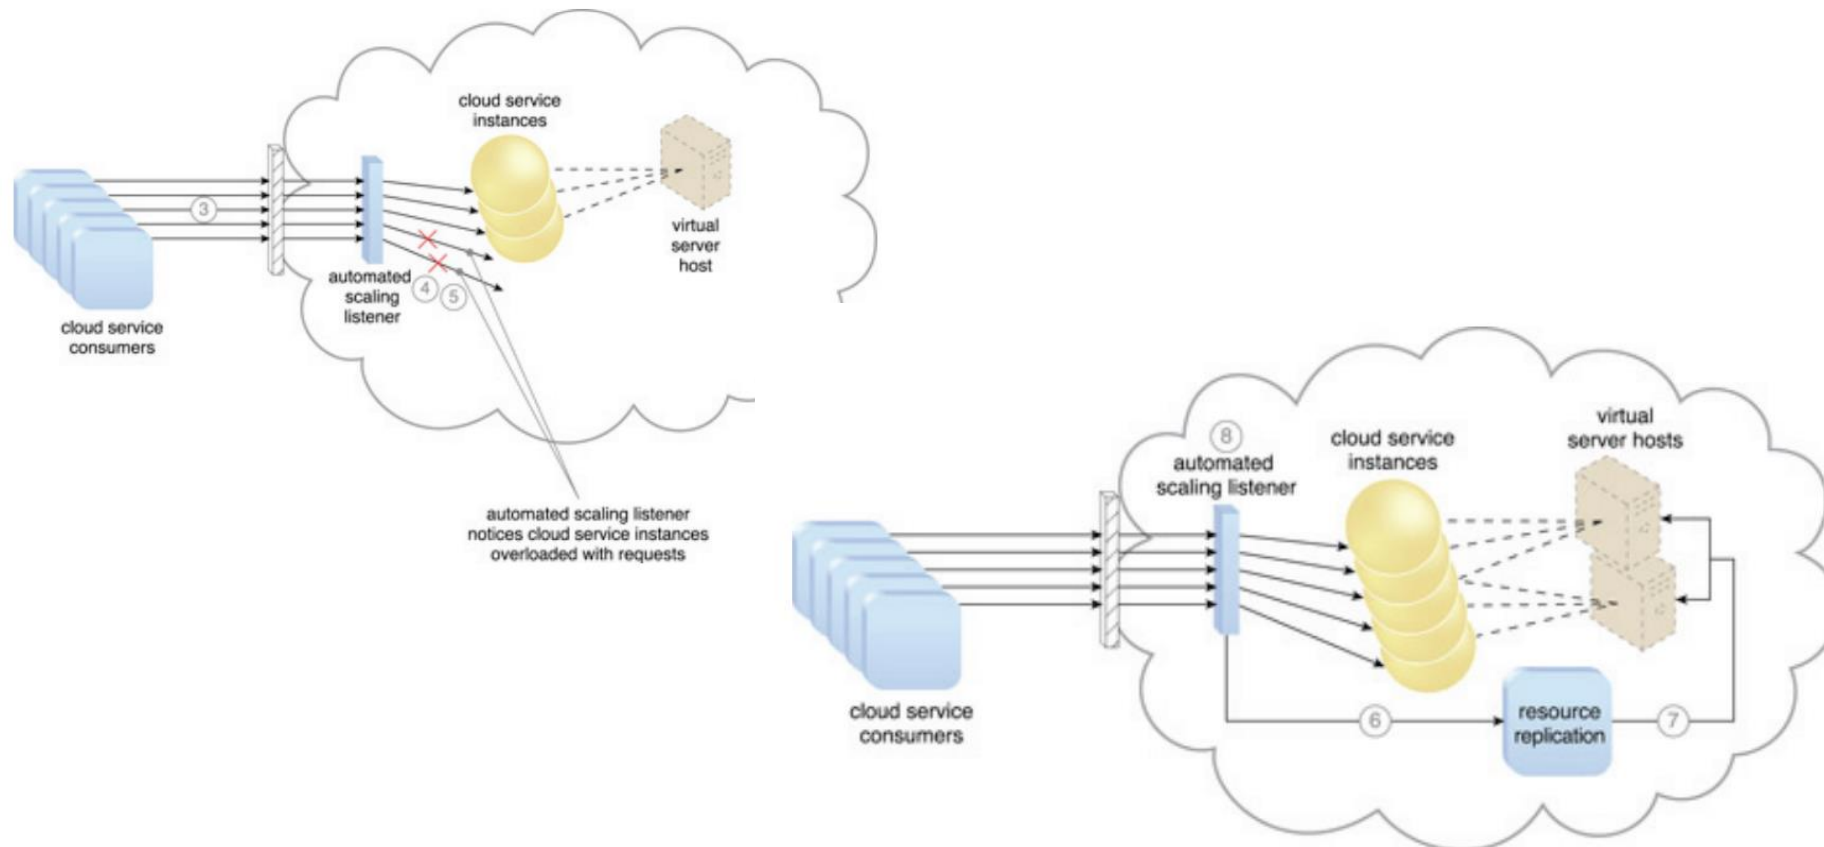 cloud service
instances
3
virtual
server
host
automated
scaling
listener
4
5
cloud service
consumers
automated scaling listener
notices cloud service instances
overloaded with requests
8
automated
scaling listener
cloud service
instances
virtual
server hosts
cloud service
consumers
6
resource
replication
7